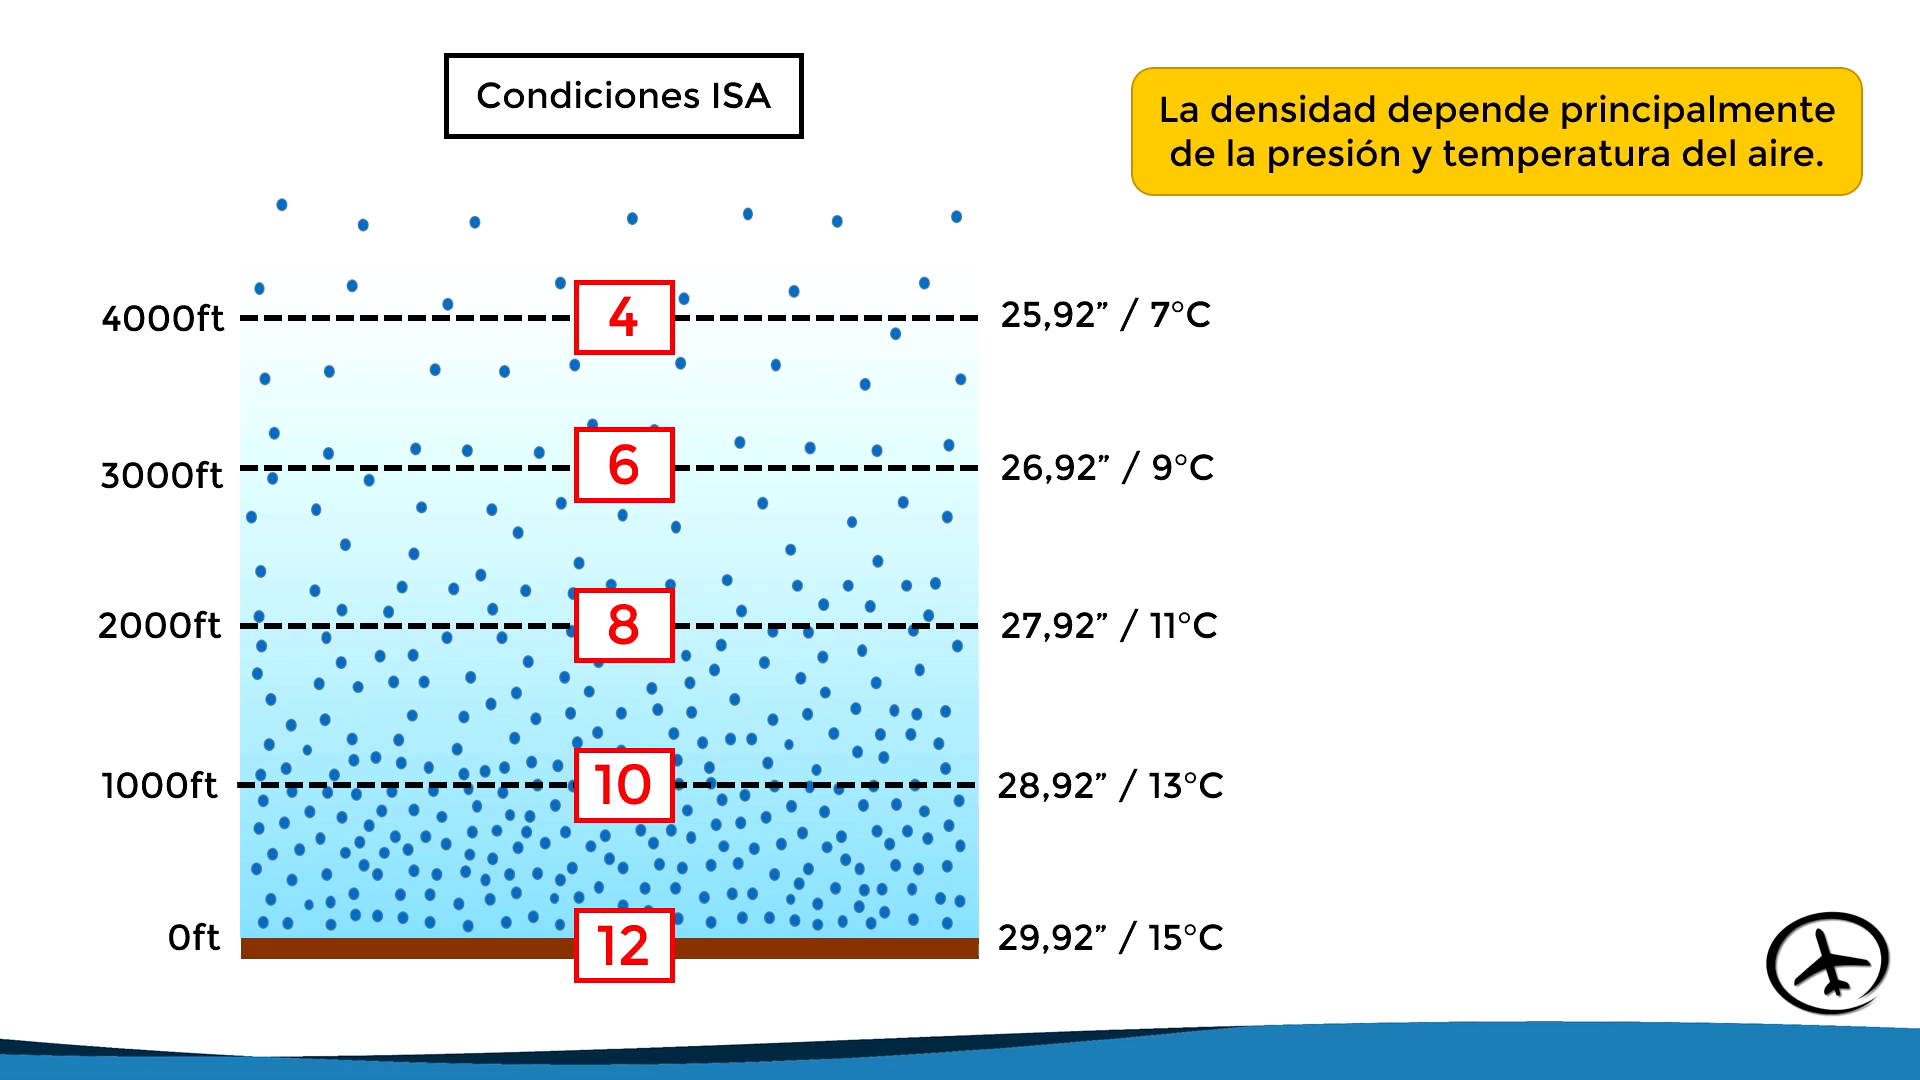 Condiciones ISA
La densidad depende principalmente
de la presión y temperatura del aire.
4000ft 4 25,92” / 7°C
3000ft 6 26,92” / 9°C
2000ft 8 27,92” / 11°C
1000ft 10 28,92” / 13°C
0ft 12 29,92” / 15°C